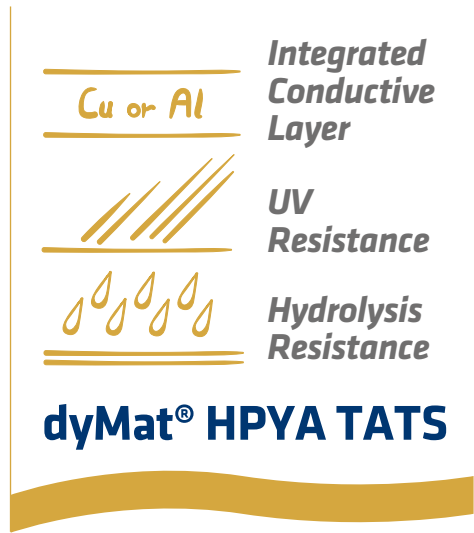 Integrated
Conductive
Layer
Cu or Al
UV
Resistance
Hydrolysis
Resistance
dyMat® HPYA TATS